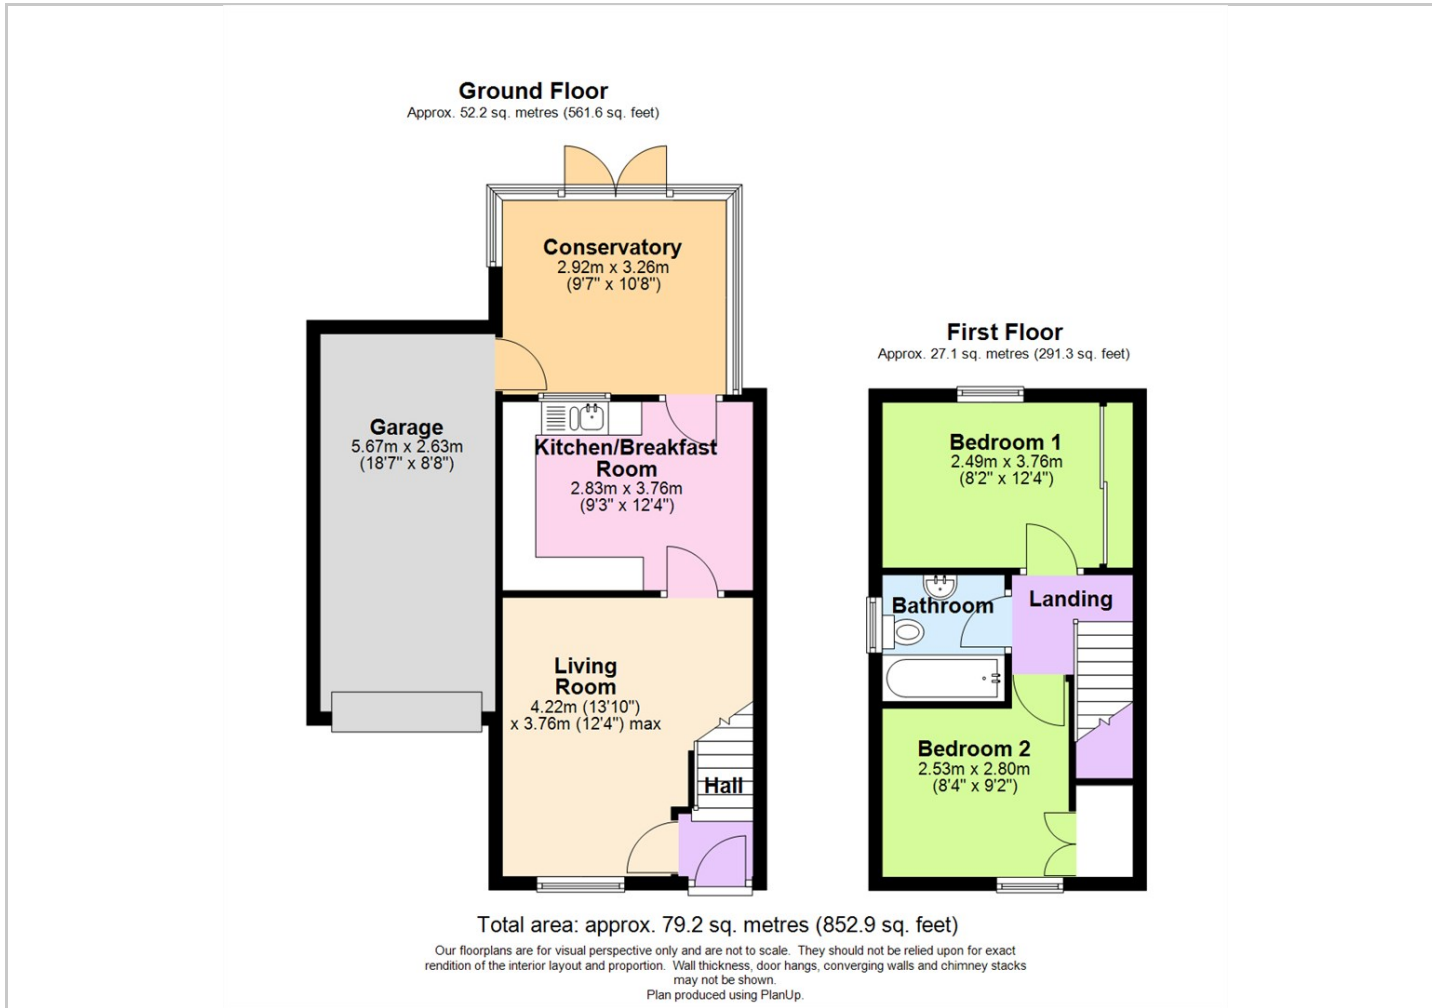 Ground Floor
Approx. 52.2 sq. metres (561.6 sq. feet)
Conservatory
2.92m x 3.26m
(9'7" x 10'8")
Garage
5.67m x 2.63m
(18'7" x 8'8")
Kitchen/Breakfast
Room
2.83m x 3.76m
(9'3" x 12'4")
Living
Room
4.22m (13'10")
x 3.76m (12'4") max
Hall
First Floor
Approx. 27.1 sq. metres (291.3 sq. feet)
Bedroom 1
2.49m x 3.76m
(8'2" x 12'4")
Bathroom
Landing
Bedroom 2
2.53m x 2.80m
(8'4" x 9'2")
Total area: approx. 79.2 sq. metres (852.9 sq. feet)
Our floorplans are for visual perspective only and are not to scale. They should not be relied upon for exact
rendition of the interior layout and proportion. Wall thickness, door hangs, converging walls and chimney stacks
may not be shown.
Plan produced using PlanUp.